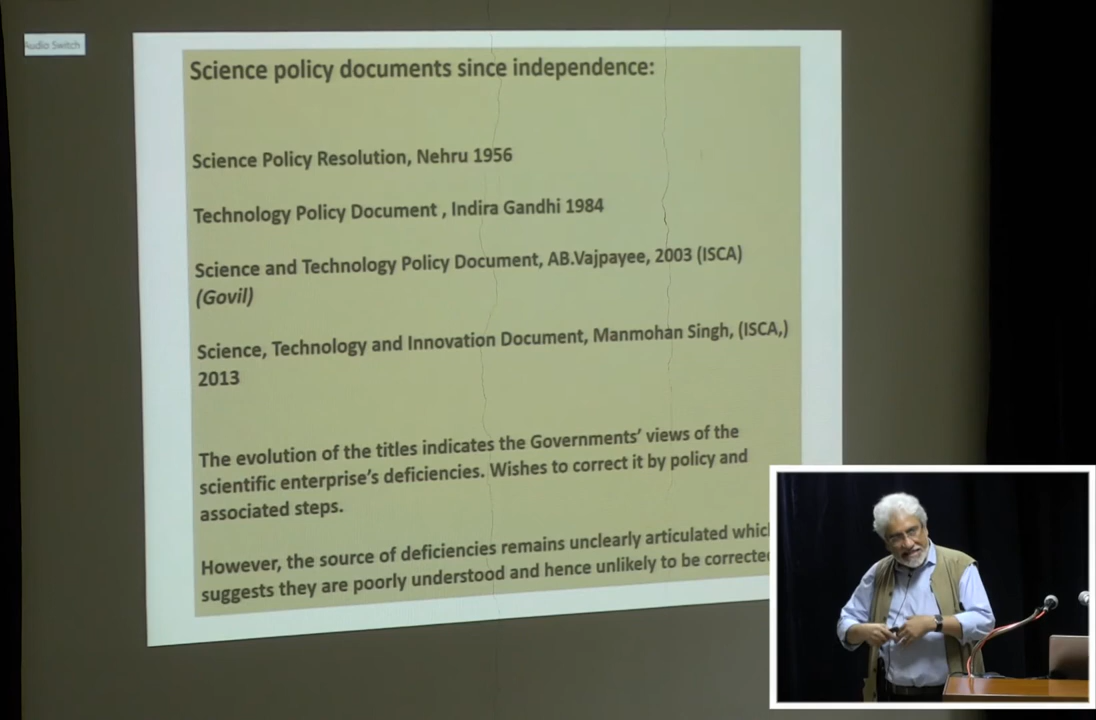 Audio Switch
Science policy documents since independence:
Science Policy Resolution, Nehru 1956
Technology Policy Document , Indira Gandhi 1984
Science and Technology Policy Document, AB.Vajpayee, 2003 (ISCA)
(Govil)
Science, Technology and Innovation Document, Manmohan Singh, (ISCA,)
2013
The evolution of the titles indicates the Governments’ views of the
scientific enterprise’s deficiencies. Wishes to correct it by policy and
associated steps.
However, the source of deficiencies remains unclearly articulated whic
suggests they are poorly understood and hence unlikely to be correcte